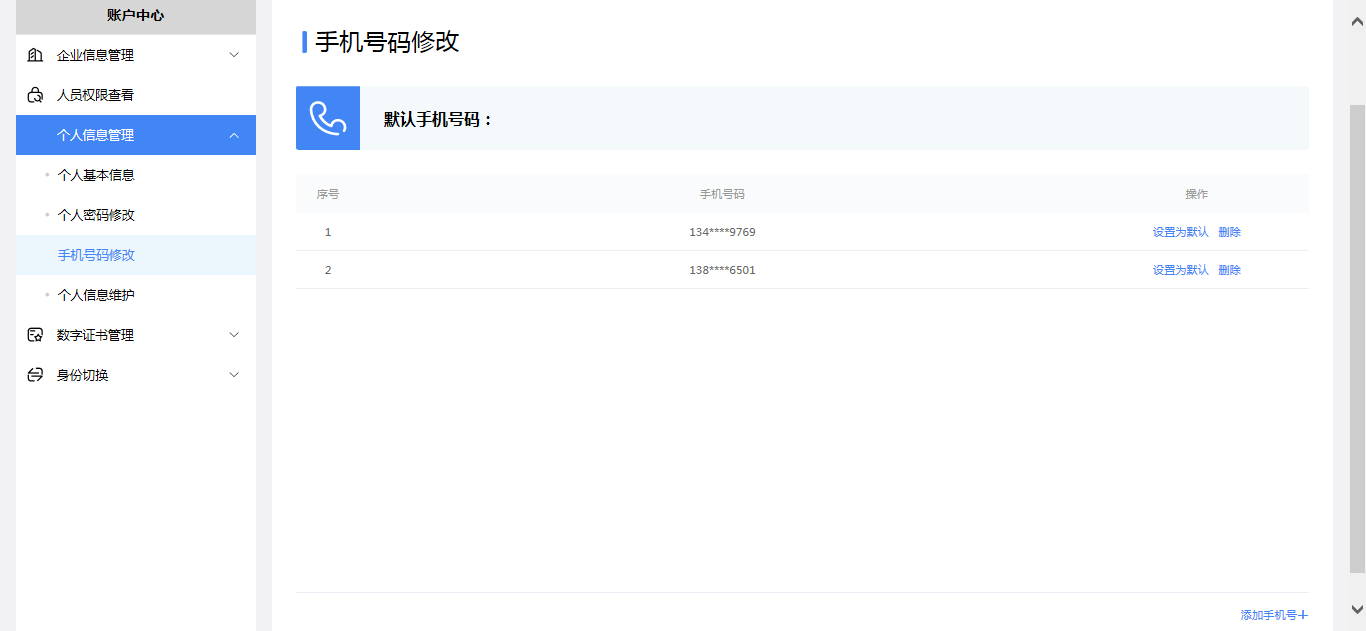 账户中心
企业信息管理
人员权限查看
个人信息管理
个人基本信息
个人密码修改
手机号码修改
个人信息维护
数字证书管理
身份切换
手机号码修改
默认手机号码：
序号 手机号码 操作
1 134****9769 设置为默认 删除
2 138****6501 设置为默认 删除
添加手机号+